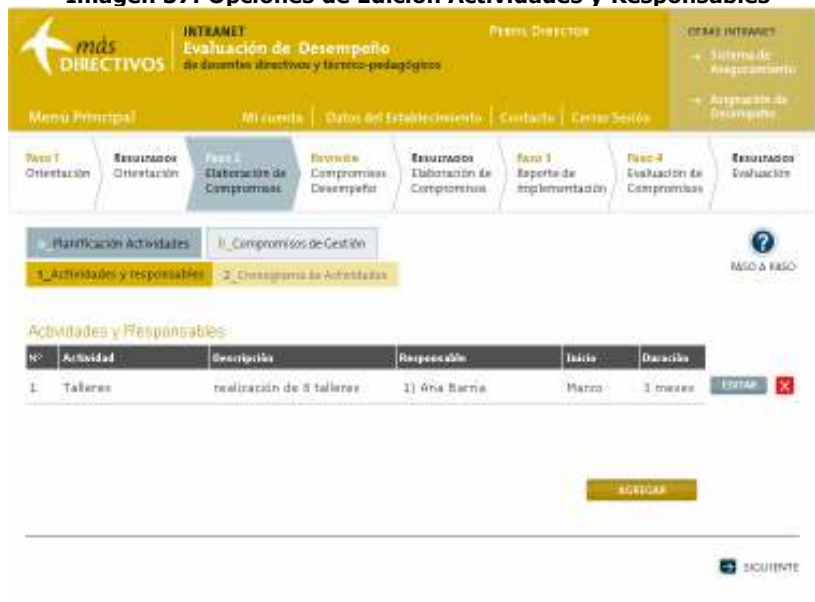 Imagen 37: Opciones de Edición Actividades y Responsables
más DIRECTIVOS
INTRANET
Evaluación de Desempeño
de docentes directivos y técnico-pedagógicos
PERFIL DIRECTOR
OTRAS INTRANET
→ Sistema de Aseguramiento
→ Asignación de Desempeño
Menú Principal
Mi cuenta | Datos del Establecimiento | Contacto | Cerrar Sesión
PASO 1 Orientación
RESULTADOS Orientación
PASO 2 Elaboración de Compromisos
REVISIÓN Compromisos Desempeño
RESULTADOS Elaboración de Compromisos
PASO 3 Reporte de Implementación
PASO 4 Evaluación de Compromisos
RESULTADOS Evaluación
Planificación Actividades
Compromisos de Gestión
1_Actividades y responsables
2_Cronograma de Actividades
PASO A PASO
Actividades y Responsables
Nº Actividad Descripción Responsable Inicio Duración
1 Talleres realización de 8 talleres 1) Ana Barría Marzo 3 meses EDITAR
AGREGAR
SIGUIENTE